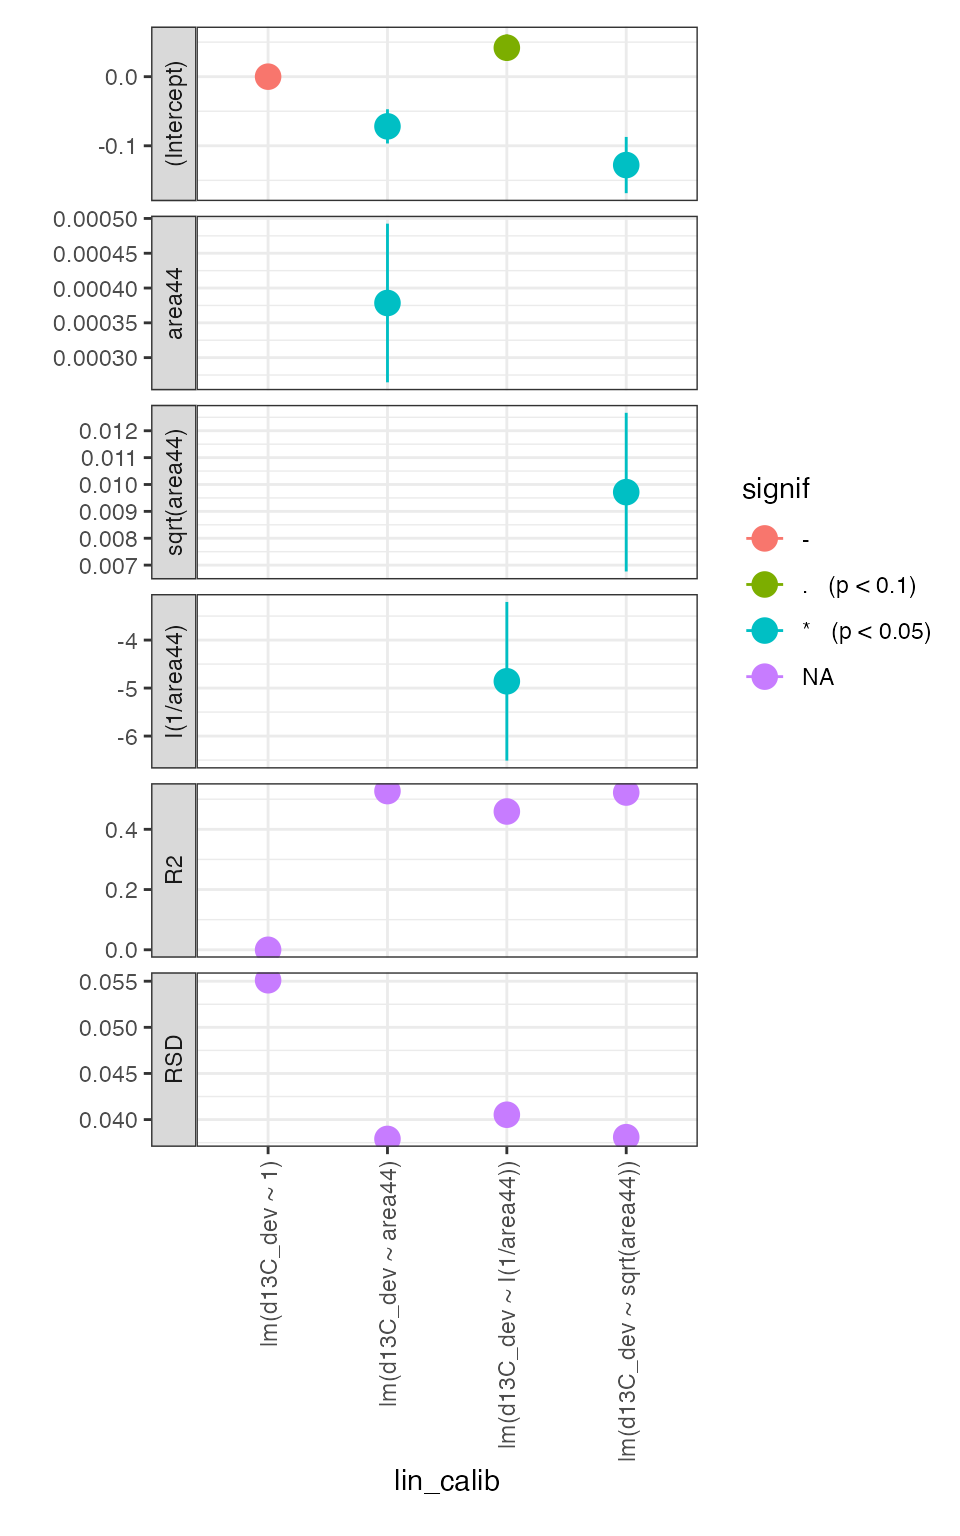 (Intercept)
0.0
-0.1
area44
0.00050
0.00045
0.00040
0.00035
0.00030
sqrt(area44)
0.012
0.011
0.010
0.009
0.008
0.007
I(1/area44)
-4
-5
-6
R2
0.4
0.2
0.0
RSD
0.055
0.050
0.045
0.040
lm(d13C_dev ~ 1)
lm(d13C_dev ~ area44)
lm(d13C_dev ~ I(1/area44))
lm(d13C_dev ~ sqrt(area44))
lin_calib
signif
-
. (p < 0.1)
* (p < 0.05)
NA